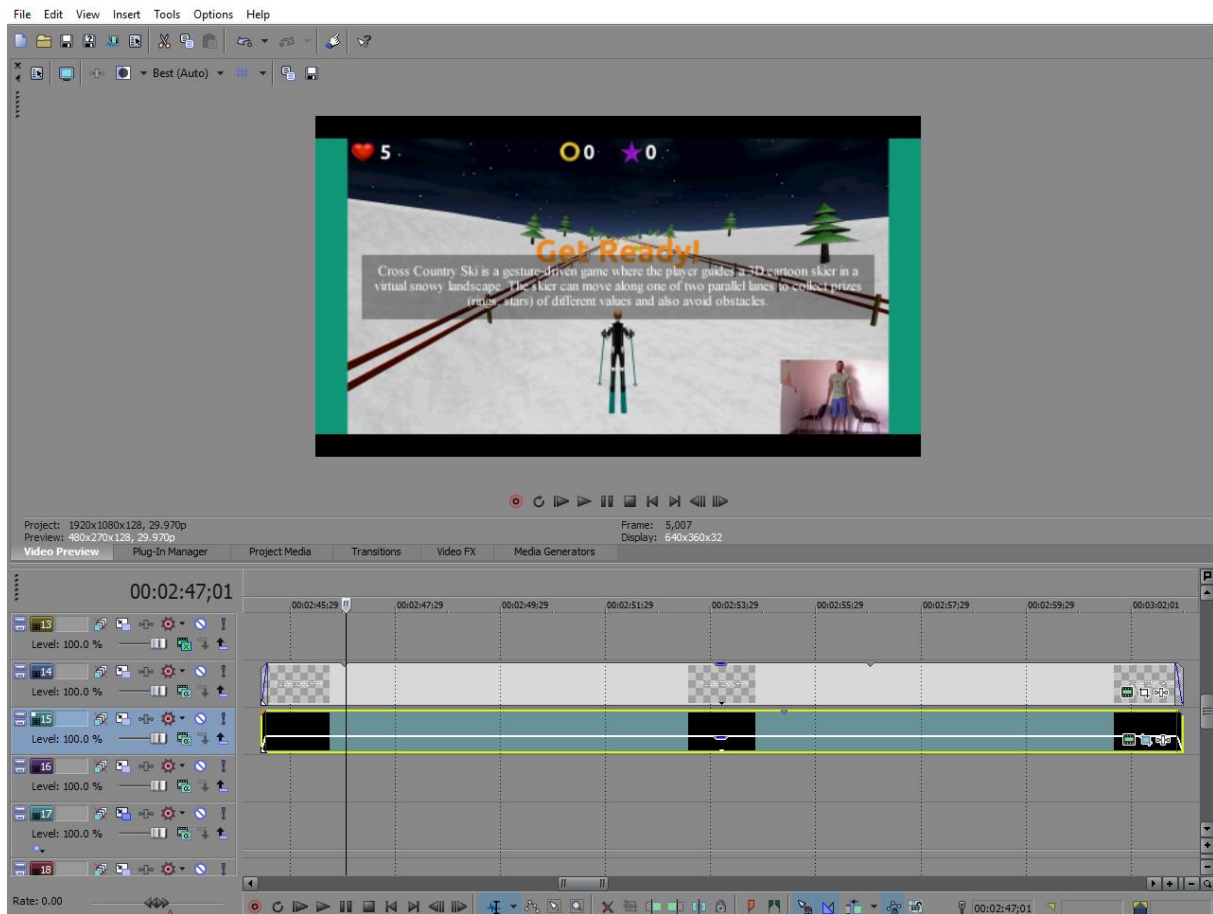 File Edit View Insert Tools Options Help
Best (Auto)
5 0 0
Get Ready!
Cross Country Ski is a gesture-driven game where the player guides a 3D cartoon skier in a
virtual snowy landscape. The skier can move along one of two parallel lanes to collect prizes
(rings, stars) of different values and also avoid obstacles.
Project: 1920x1080x128, 29.970p
Frame: 5,007
Preview: 480x270x128, 29.970p
Display: 640x360x32
Video Preview Plug-In Manager Project Media Transitions Video FX Media Generators
00:02:47;01
00:02:45;29 00:02:47;29 00:02:49;29 00:02:51;29 00:02:53;29 00:02:55;29 00:02:57;29 00:02:59;29 00:03:02;01
13
Level: 100.0 %
14
Level: 100.0 %
15
Level: 100.0 %
16
Level: 100.0 %
17
Level: 100.0 %
18
Rate: 0.00
00:02:47;01